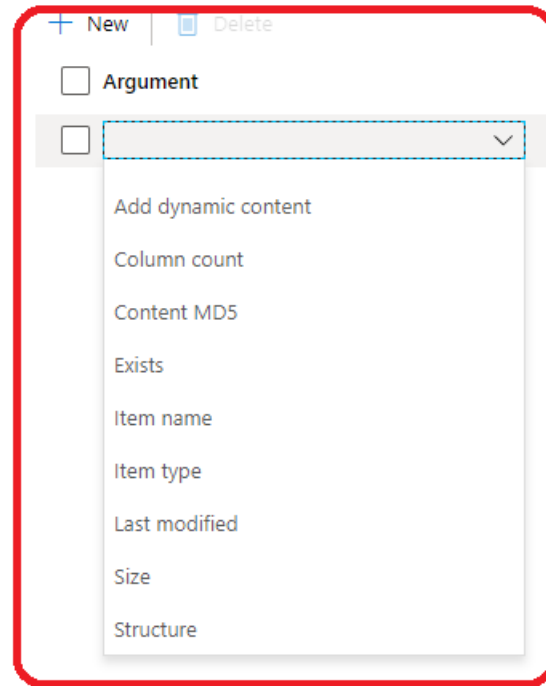 New Delete
Argument
Add dynamic content
Column count
Content MD5
Exists
Item name
Item type
Last modified
Size
Structure